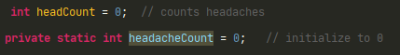 int headCount = 0;  // counts headaches
private static int headacheCount = 0;   // initialize to 0